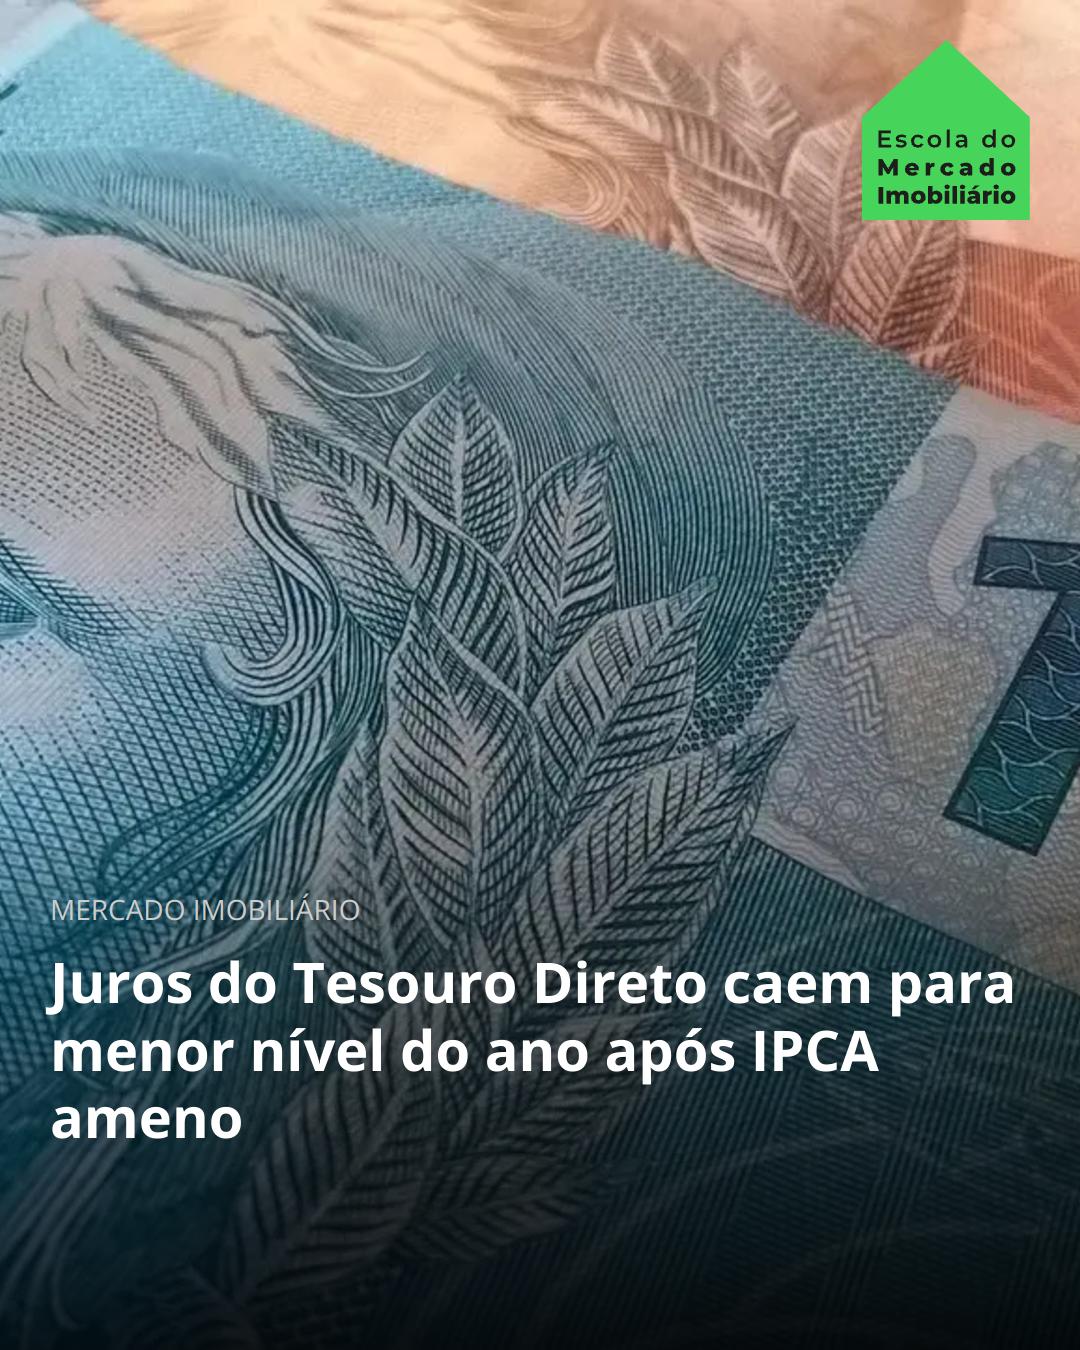 Escola do
Mercado
Imobiliário
MERCADO IMOBILIÁRIO
Juros do Tesouro Direto caem para
menor nível do ano após IPCA
ameno